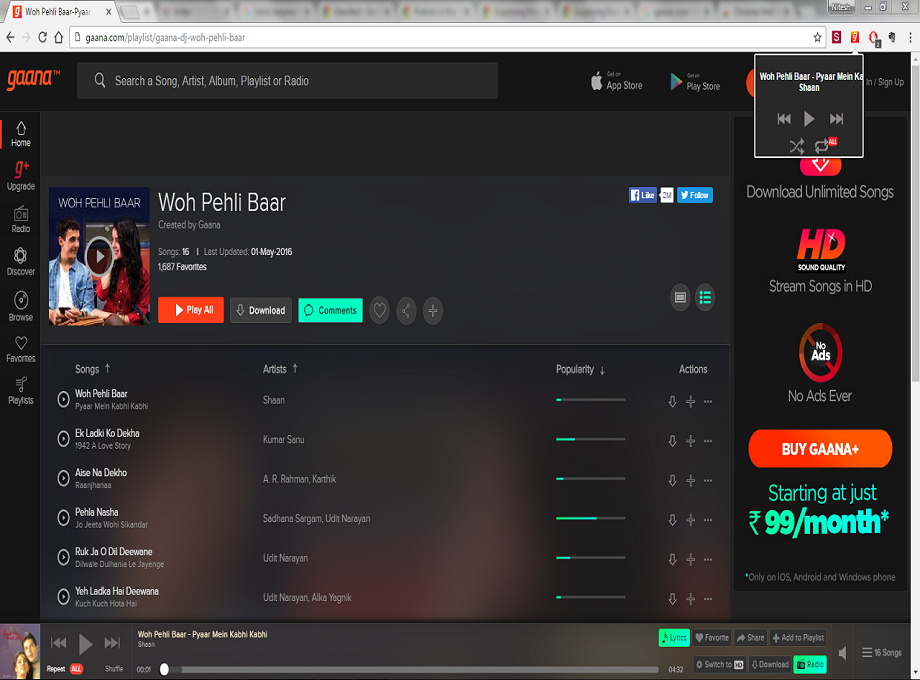 Woh Pehli Baar-Pyaar
Nitesh
gaana.com/playlist/gaana-dj-woh-pehli-baar
gaana™
Search a Song, Artist, Album, Playlist or Radio
Get on
App Store
Get on
Play Store
In / Sign Up
Woh Pehli Baar - Pyaar Mein Ka
Shaan
ALL
Home
Upgrade
Radio
Discover
Browse
Favorites
Playlists
WOH PEHLI BAAR
Woh Pehli Baar
Created by Gaana
Songs: 16 | Last Updated: 01-May-2016
1,687 Favorites
Like 2M Follow
Play All
Download
Comments
Songs ↑ Artists ↑ Popularity ↓ Actions
Woh Pehli Baar
Pyaar Mein Kabhi Kabhi
Shaan
Ek Ladki Ko Dekha
1942 A Love Story
Kumar Sanu
Aise Na Dekho
Raanjhanaa
A. R. Rahman, Karthik
Pehla Nasha
Jo Jeeta Wohi Sikandar
Sadhana Sargam, Udit Narayan
Ruk Ja O Dil Deewane
Dilwale Dulhania Le Jayenge
Udit Narayan
Yeh Ladka Hai Deewana
Kuch Kuch Hota Hai
Udit Narayan, Alka Yagnik
Download Unlimited Songs
HD
SOUND QUALITY
Stream Songs in HD
No
Ads
No Ads Ever
BUY GAANA+
Starting at just
₹ 99/month*
*Only on iOS, Android and Windows phone
Repeat ALL Shuffle
Woh Pehli Baar - Pyaar Mein Kabhi Kabhi
Shaan
00:01
04:32
Lyrics
Favorite
Share
Add to Playlist
Switch to HD
Download
Radio
16 Songs